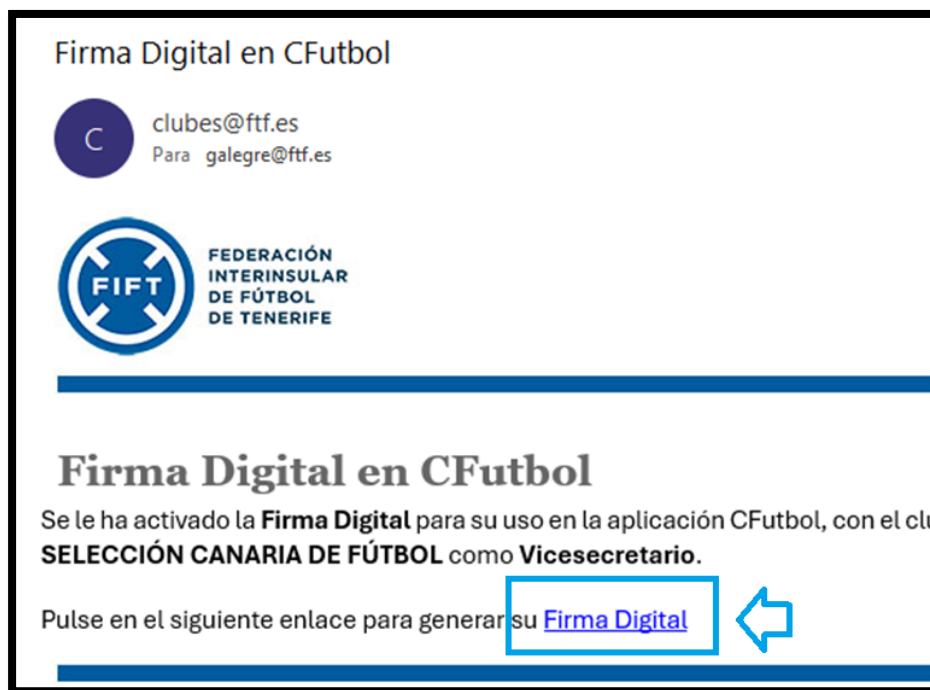 Firma Digital en CFutbol
C
clubes@ftf.es
Para galegre@ftf.es
FIFT
FEDERACIÓN
INTERINSULAR
DE FÚTBOL
DE TENERIFE
Firma Digital en CFutbol
Se le ha activado la Firma Digital para su uso en la aplicación CFutbol, con el
SELECCIÓN CANARIA DE FÚTBOL como Vicesecretario.
Pulse en el siguiente enlace para generar su Firma Digital